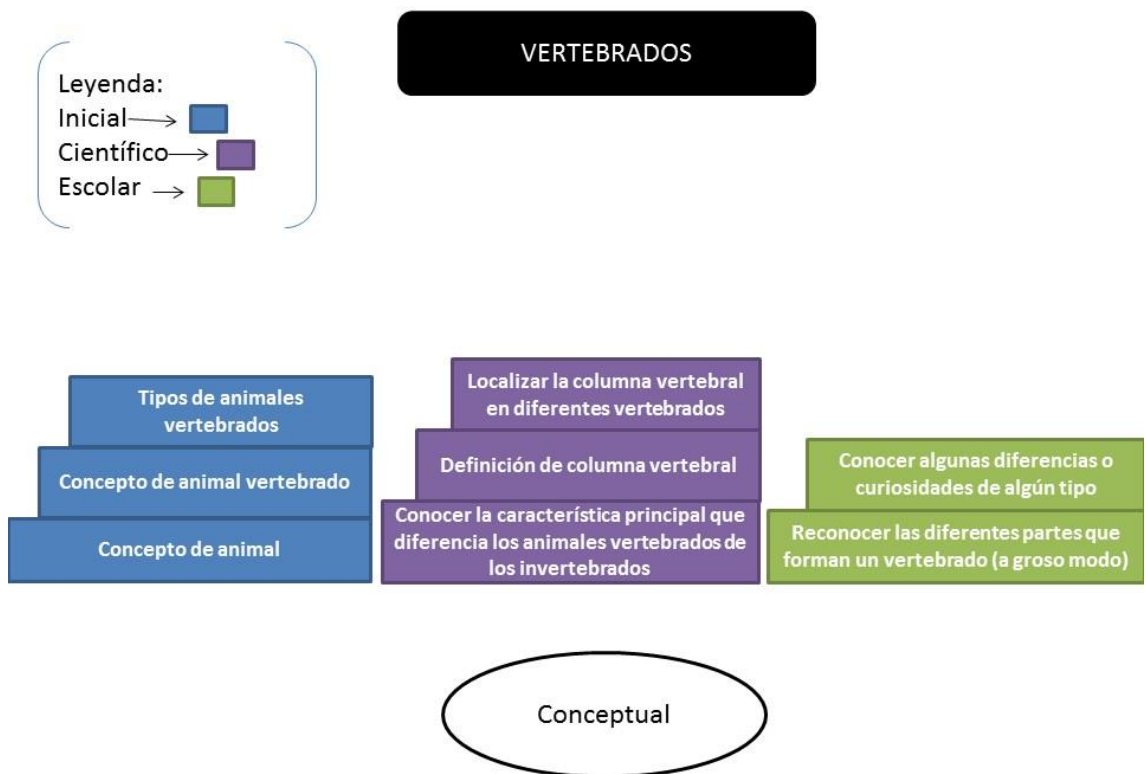 VERTEBRADOS
Leyenda:
Inicial
Científico
Escolar
Tipos de animales
vertebrados
Concepto de animal vertebrado
Concepto de animal
Localizar la columna vertebral
en diferentes vertebrados
Definición de columna vertebral
Conocer la característica principal que
diferencia los animales vertebrados de
los invertebrados
Conocer algunas diferencias o
curiosidades de algún tipo
Reconocer las diferentes partes que
forman un vertebrado (a groso modo)
Conceptual